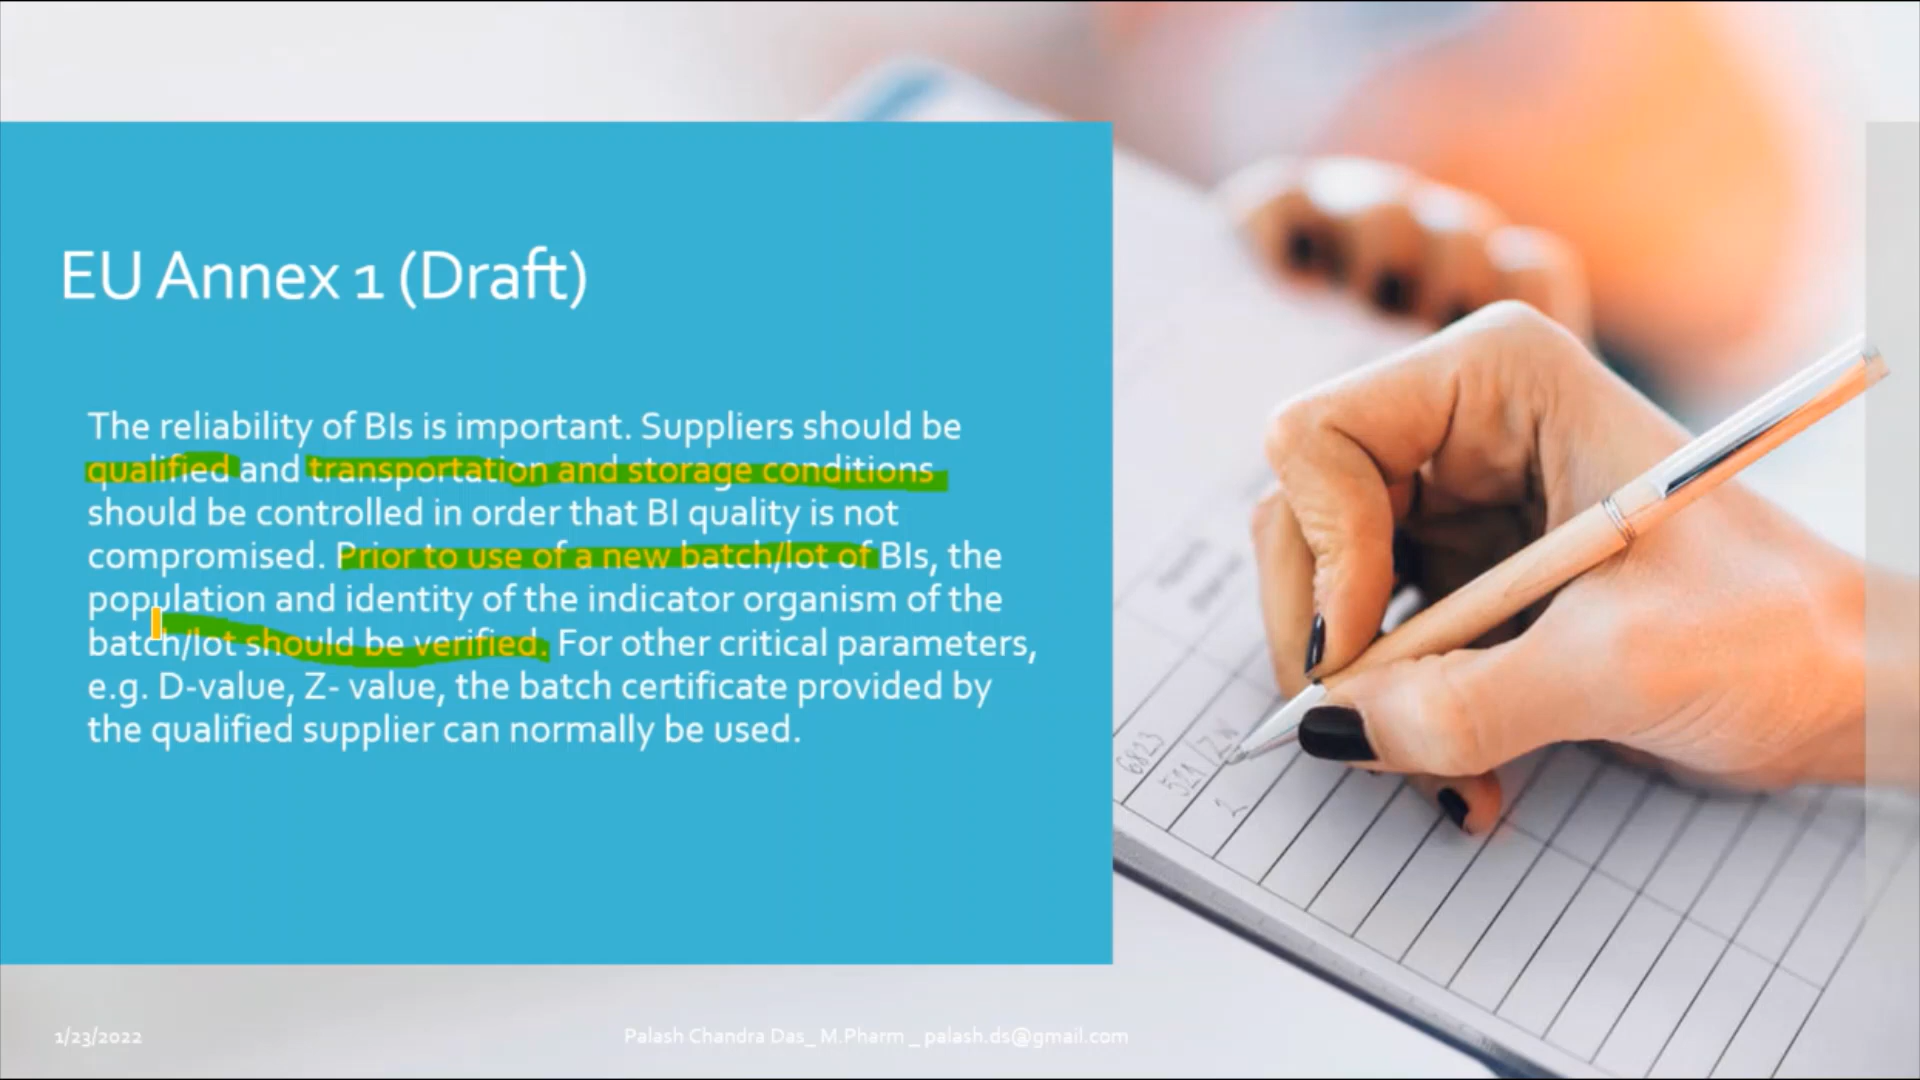 EU Annex 1 (Draft)
The reliability of BIs is important. Suppliers should be
qualified and transportation and storage conditions
should be controlled in order that BI quality is not
compromised. Prior to use of a new batch/lot of BIs, the
population and identity of the indicator organism of the
batch/lot should be verified. For other critical parameters,
e.g. D-value, Z- value, the batch certificate provided by
the qualified supplier can normally be used.
6823
521/ZW
2
1/23/2022
Palash Chandra Das_ M.Pharm _ palash.ds@gmail.com